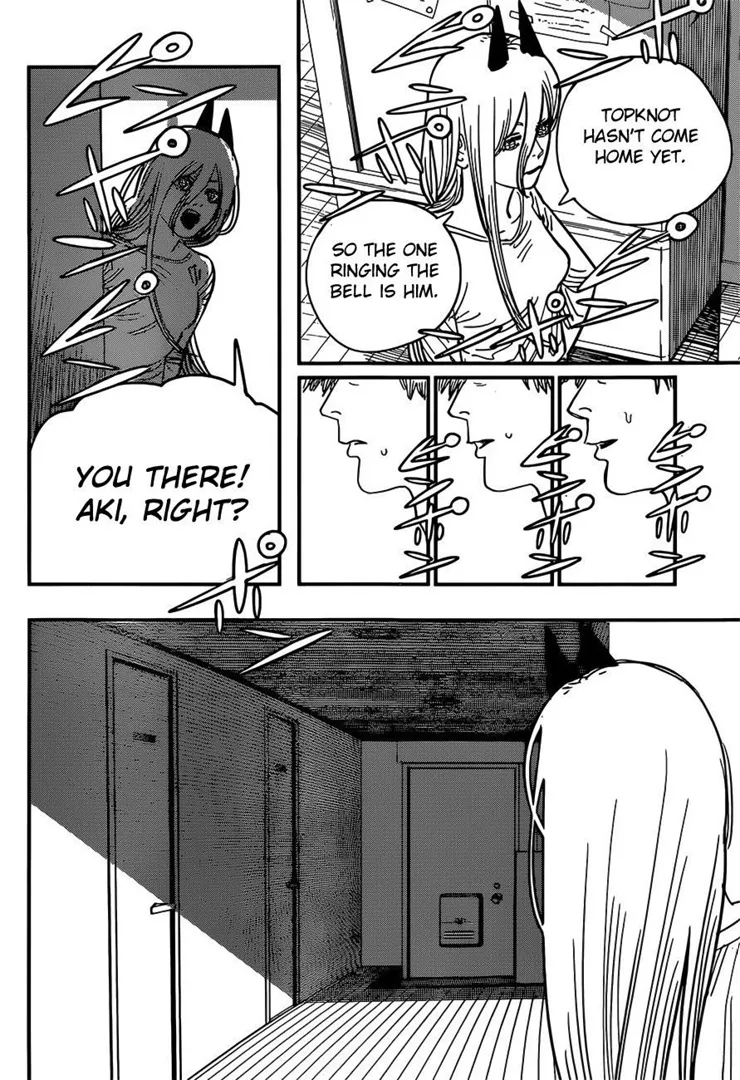 TOPKNOT
HASN'T COME
HOME YET.
SO THE ONE
RINGING THE
BELL IS HIM.
YOU THERE!
AKI, RIGHT?